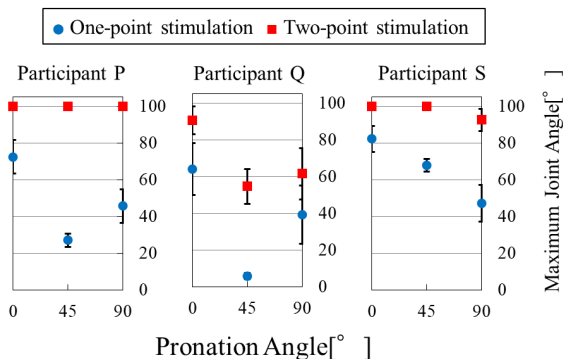 One-point stimulation Two-point stimulation
Participant P Participant Q Participant S
100 100 100
80 80 80
60 60 60
40 40 40
20 20 20
0 0 0
0 45 90 0 45 90 0 45 90
Maximum Joint Angle[°]
Pronation Angle[°]